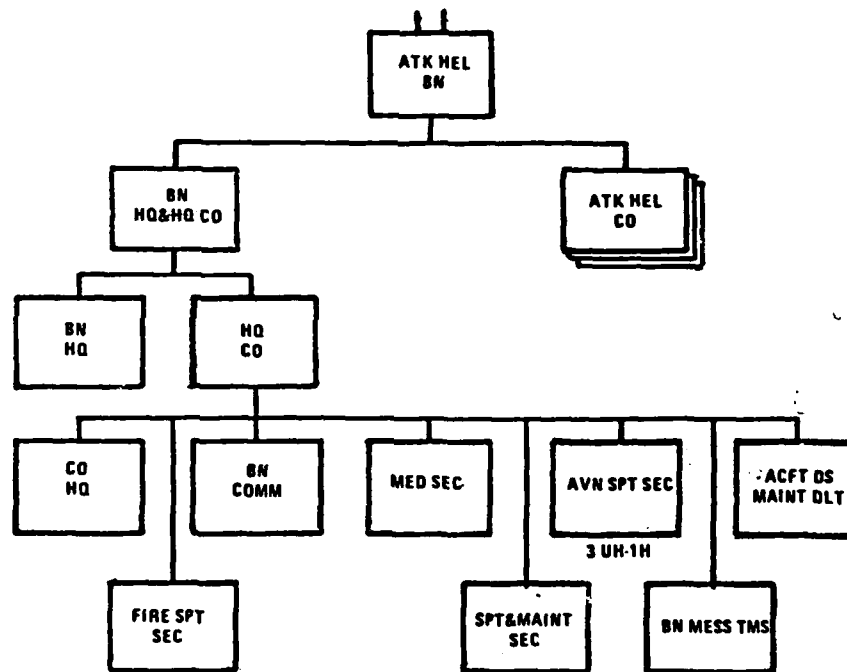 ATK HEL
BN
BN
HQ&HQ CO
ATK HEL
CO
BN
HQ
HQ
CO
CO
HQ
BN
COMM
MED SEC
AVN SPT SEC
ACFT DS
MAINT DLT
3 UH-1H
FIRE SPT
SEC
SPT&MAINT
SEC
BN MESS TMS